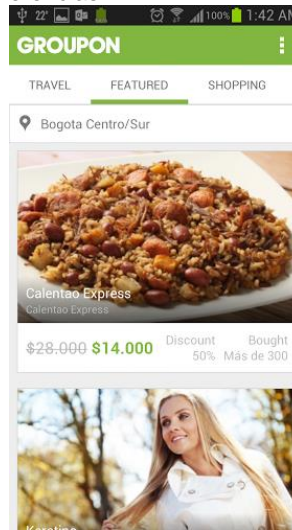 22° 100% 1:42 AM
GROUPON
TRAVEL FEATURED SHOPPING
Bogota Centro/Sur
Calentao Express
Calentao Express
$28.000 $14.000 Discount 50% Bought Más de 300
Keratina